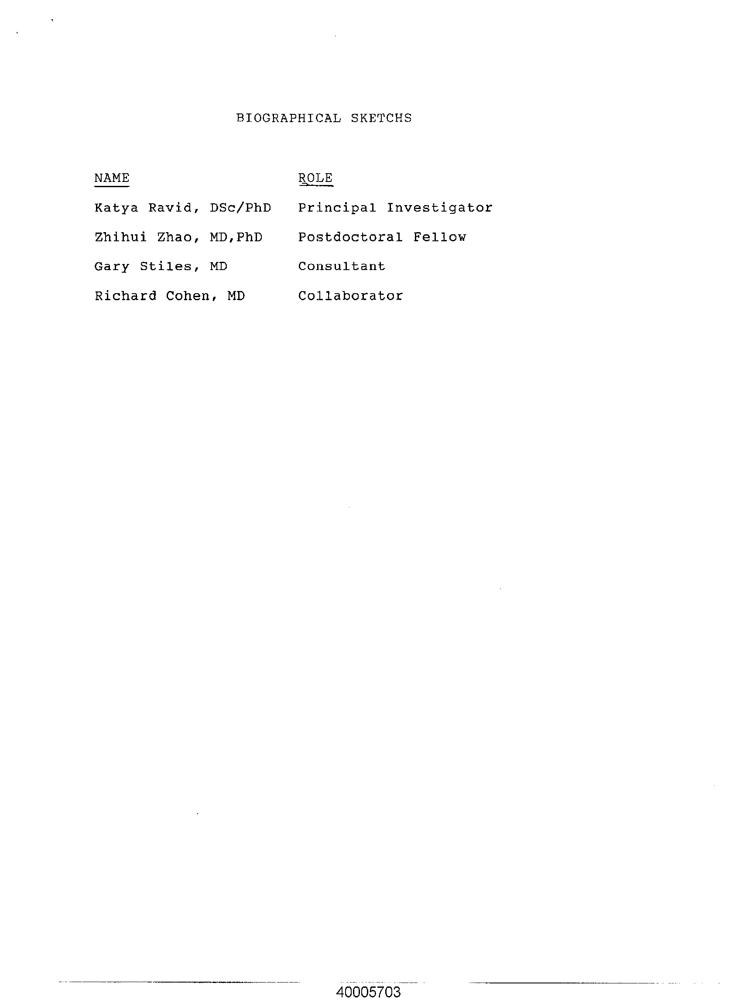 BIOGRAPHICAL SKETCHS
NAME ROLE
Katya Ravid, DSc/PhD Principal Investigator
Zhihui Zhao, MD,PhD Postdoctoral Fellow
Gary Stiles, MD Consultant
Richard Cohen, MD Collaborator
40005703